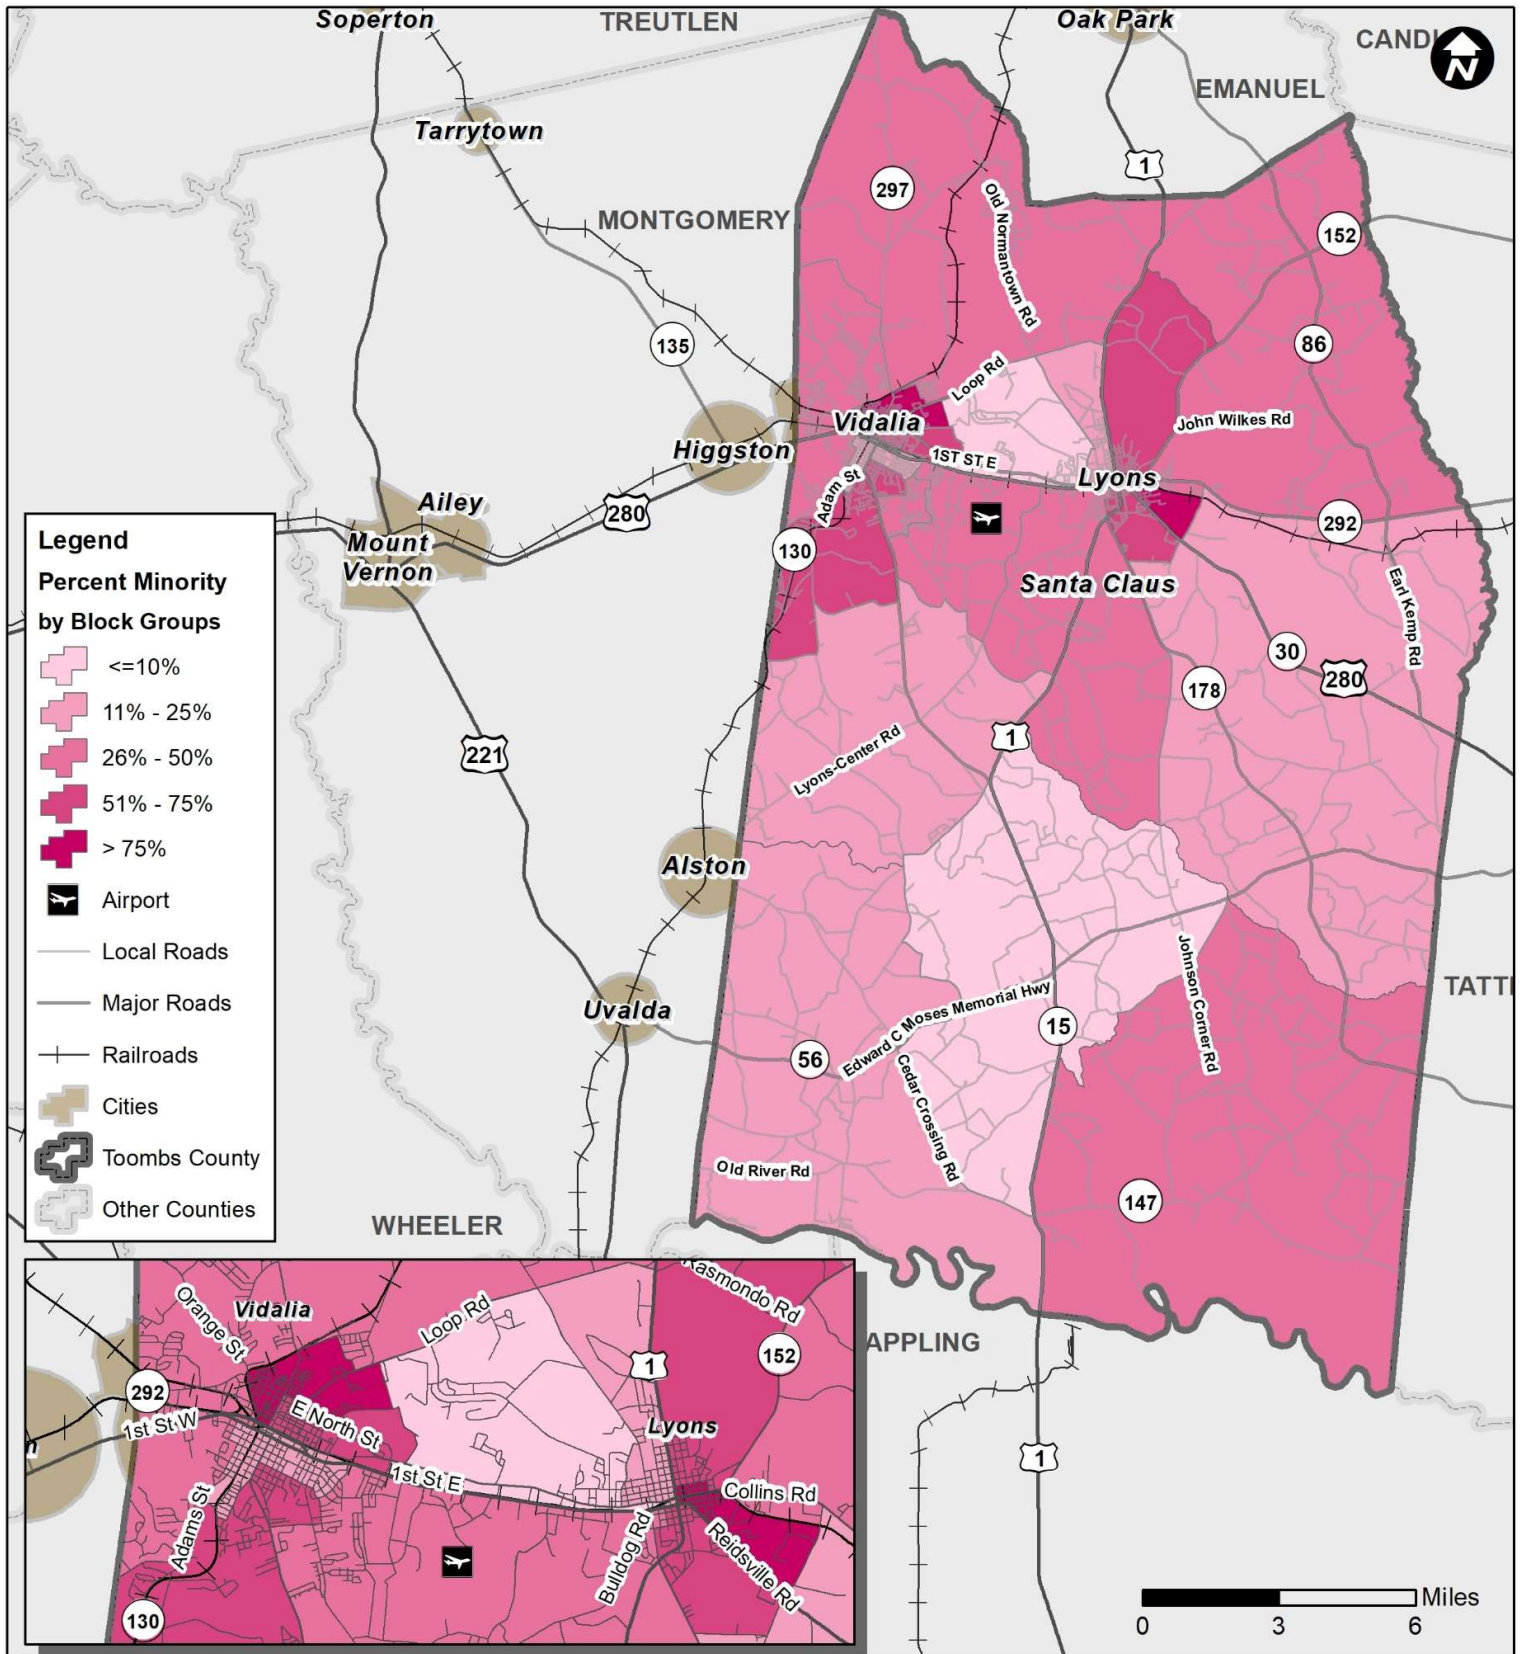 Soperton
TREUTLEN
Oak Park
CANDL
N
EMANUEL
Tarrytown
1
297
MONTGOMERY
Old Normantown Rd
152
135
86
Loop Rd
Vidalia
John Wilkes Rd
Higgston
1ST ST E
Lyons
Adam St
Ailey
280
292
Mount
Vernon
130
Santa Claus
Earl Kemp Rd
30
280
178
221
1
Lyons-Center Rd
Alston
Johnson Corner Rd
TATT
Uvalda
Edward C Moses Memorial Hwy
15
56
Cedar Crossing Rd
Old River Rd
147
WHEELER
APPLING
1
Legend
Percent Minority
by Block Groups
<=10%
11% - 25%
26% - 50%
51% - 75%
> 75%
Airport
Local Roads
Major Roads
Railroads
Cities
Toombs County
Other Counties
Rasmondo Rd
Orange St
Vidalia
Loop Rd
152
1
292
E North St
1st St W
Lyons
n
1st St E
Collins Rd
Adams St
Bulldog Rd
Reidsville Rd
130
Miles
0 3 6